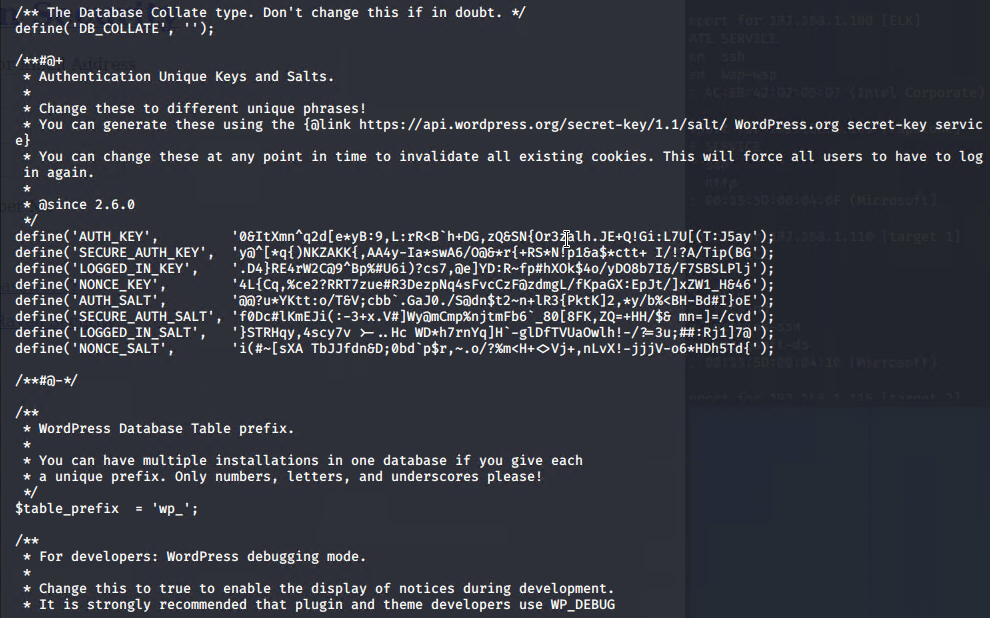 /** The Database Collate type. Don't change this if in doubt. */
define('DB_COLLATE', '');
/**#@+
 * Authentication Unique Keys and Salts.
 *
 * Change these to different unique phrases!
 * You can generate these using the {@link https://api.wordpress.org/secret-key/1.1/salt/ WordPress.org secret-key servic
e}
 * You can change these at any point in time to invalidate all existing cookies. This will force all users to have to log
 in again.
 *
 * @since 2.6.0
 */
define('AUTH_KEY',         '0&ItXmn^q2d[e*yB:9,L:rR<B`h+DG,zQ&SN{Or3zalh.JE+Q!Gi:L7U[(T:J5ay');
define('SECURE_AUTH_KEY',  'y@^[*q{)NKZAKK{,AA4y-Ia*swA6/O@&*r{+RS*N!p1&a$*ctt+ I/!?A/Tip(BG');
define('LOGGED_IN_KEY',    '.D4}RE4rW2C@9^Bp%#U6i)?cs7,@e]YD:R~fp#hXOk$4o/yDO8b7I&/F7SBSLPlj');
define('NONCE_KEY',        '4L{Cq,%ce2?RRT7zue#R3DezpNq4sFvcCzF@zdmgL/fKpaGX:EpJt/]xZW1_H&46');
define('AUTH_SALT',        '@@?u*YKtt:o/T&V;cbb`.GaJ0./S@dn$t2~n+lR3{PktK]2,*y/b%<BH-Bd#I}oE');
define('SECURE_AUTH_SALT', 'f0Dc#lKmEJi(:-3+x.V#]Wy@mCmp%njtmFb6`_80[8FK,ZQ=+HH/$& mn=]=/cvd');
define('LOGGED_IN_SALT',   '}STRHqy,4scy7v >-..Hc WD*h7rnYq]H`-glDfTVUaOwlh!-/?=3u;##:Rj1]7@');
define('NONCE_SALT',       'i(#~[sXA TbJJfdn&D;0bd`p$r,~.o/?%m<H+<>Vj+,nLvX!-jjjV-o6*HDh5Td{');
/**#@-*/
/**
 * WordPress Database Table prefix.
 *
 * You can have multiple installations in one database if you give each
 * a unique prefix. Only numbers, letters, and underscores please!
 */
$table_prefix  = 'wp_';
/**
 * For developers: WordPress debugging mode.
 *
 * Change this to true to enable the display of notices during development.
 * It is strongly recommended that plugin and theme developers use WP_DEBUG